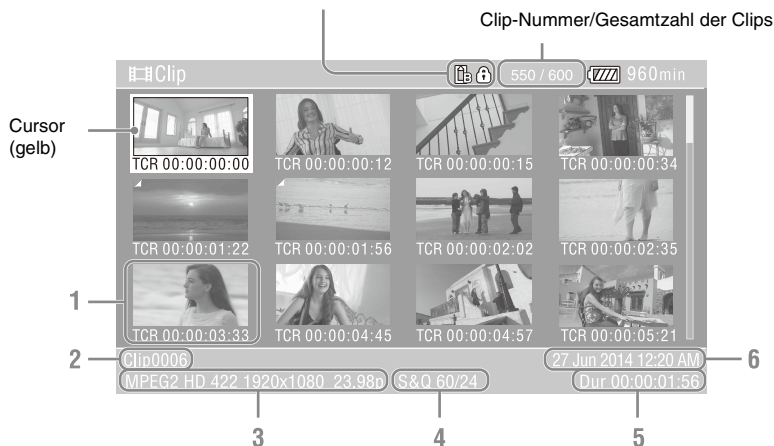 Clip-Nummer/Gesamtzahl der Clips
Clip
B
550 / 600
960min
Cursor
(gelb)
TCR 00:00:00:00
TCR 00:00:00:12
TCR 00:00:00:15
TCR 00:00:00:34
TCR 00:00:01:22
TCR 00:00:01:56
TCR 00:00:02:02
TCR 00:00:02:35
1
TCR 00:00:03:33
TCR 00:00:04:45
TCR 00:00:04:57
TCR 00:00:05:21
2
Clip0006
27 Jun 2014 12:20 AM
6
MPEG2 HD 422 1920x1080 23,98p
S&Q 60/24
Dur 00:00:01:56
3
4
5